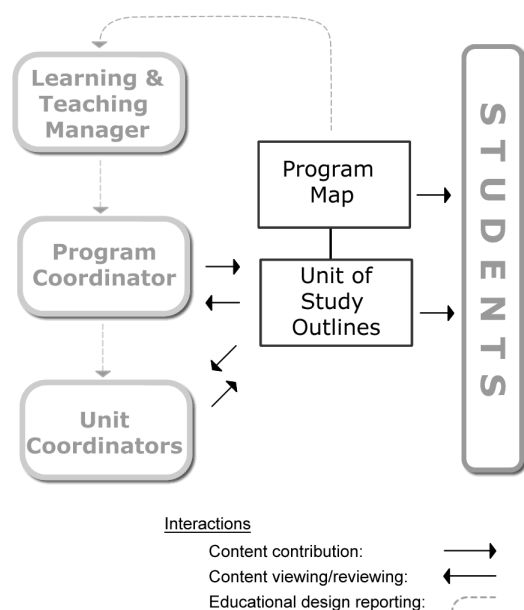 Learning &
Teaching
Manager
Program
Map
STUDENTS
Program
Coordinator
Unit of
Study
Outlines
Unit
Coordinators
Interactions
Content contribution:
Content viewing/reviewing:
Educational design reporting: